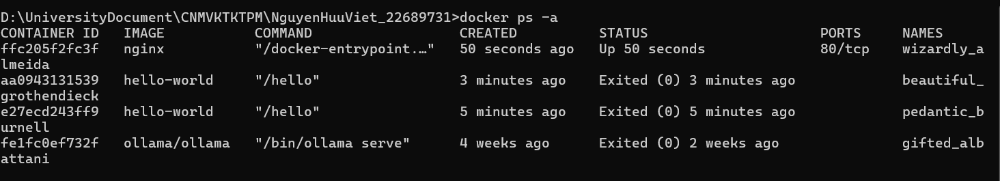 D:\UniversityDocument\CNMVKTKTPM\NguyenHuuViet_22689731>docker ps -a
CONTAINER ID   IMAGE           COMMAND                  CREATED          STATUS                     PORTS     NAMES
ffc205f2fc3f   nginx           "/docker-entrypoint.…"   50 seconds ago   Up 50 seconds              80/tcp    wizardly_a
lmeida
aa0943131539   hello-world     "/hello"                 3 minutes ago    Exited (0) 3 minutes ago             beautiful_
grothendieck
e27ecd243ff9   hello-world     "/hello"                 5 minutes ago    Exited (0) 5 minutes ago             pedantic_b
urnell
fe1fc0ef732f   ollama/ollama   "/bin/ollama serve"      4 weeks ago      Exited (0) 2 weeks ago               gifted_alb
attani